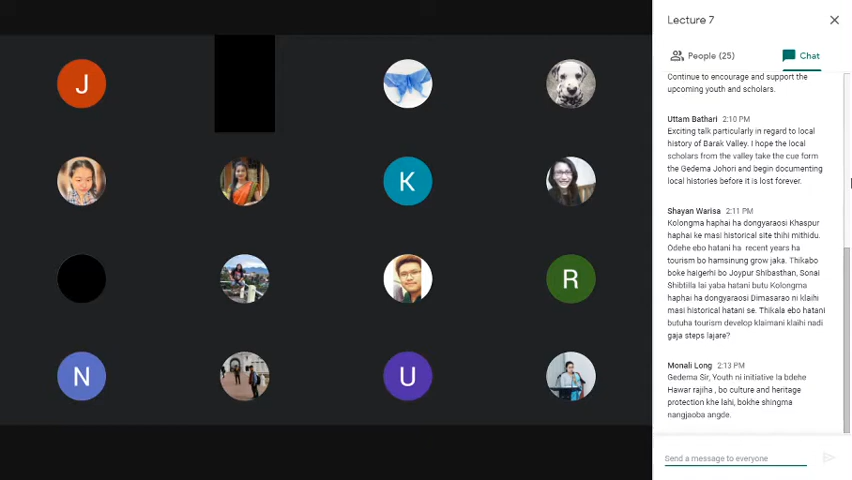 Lecture 7
People (25)
Chat
Continue to encourage and support the
upcoming youth and scholars.
Uttam Bathari 2:10 PM
Exciting talk particularly in regard to local
history of Barak Valley. I hope the local
scholars from the valley take the cue form
the Gedema Johori and begin documenting
local histories before it is lost forever.
Shayan Warisa 2:11 PM
Kolongma haphai ha dongyaraosi Khaspur
haphai ke masi historical site thihi mithidu.
Odehe ebo hatani ha recent years ha
tourism bo hamsinung grow jaka. Thikabo
boke haigerhi bo Joypur Shibasthan, Sonai
Shibtilla lai yaba hatani butu Kolongma
haphai ha dongyaraosi Dimasarao ni klaihi
masi historical hatani se. Thikala ebo hatani
butuha tourism develop klaimani klaihi nadi
gaja steps lajare?
Monali Long 2:13 PM
Gedema Sir, Youth ni initiative la bdehe
Hawar rajiha , bo culture and heritage
protection khe lahi, bokhe shingma
nangjaoba angde.
Send a message to everyone
J
K
R
N
U